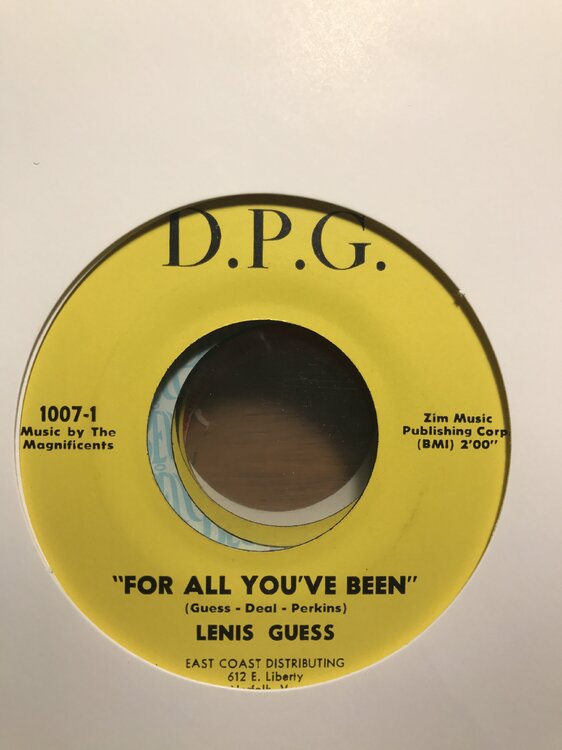 D.P.G.
1007-1
Music by The
Magnificents
Zim Music
Publishing Corp
(BMI) 2'00"
"FOR ALL YOU'VE BEEN"
(Guess - Deal - Perkins)
LENIS GUESS
EAST COAST DISTRIBUTING
612 E. Liberty